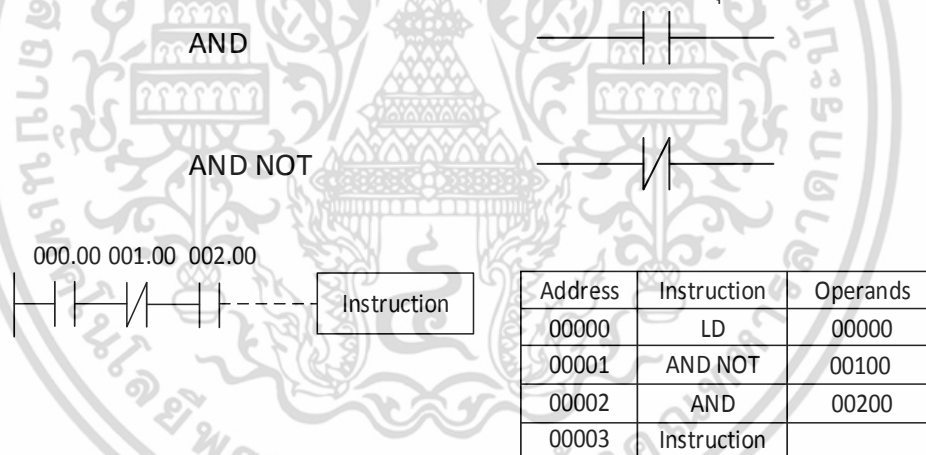 AND
AND NOT
000.00 001.00 002.00
Instruction
Address Instruction Operands
00000 LD 00000
00001 AND NOT 00100
00002 AND 00200
00003 Instruction